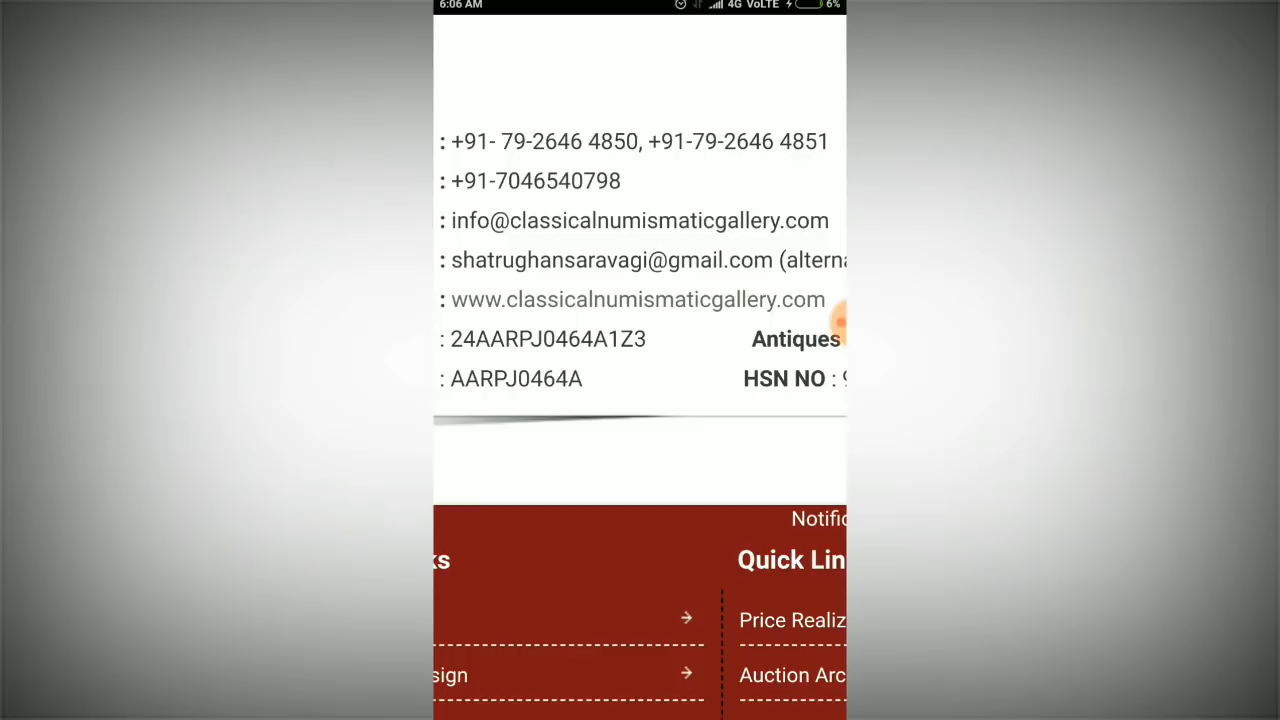 6:06 AM 4G VoLTE 6%
: +91- 79-2646 4850, +91-79-2646 4851
: +91-7046540798
: info@classicalnumismaticgallery.com
: shatrughansaravagi@gmail.com (alterna
: www.classicalnumismaticgallery.com
: 24AARPJ0464A1Z3 Antiques
: AARPJ0464A HSN NO :
Notific
ks Quick Lin
Price Realiz
sign Auction Arc